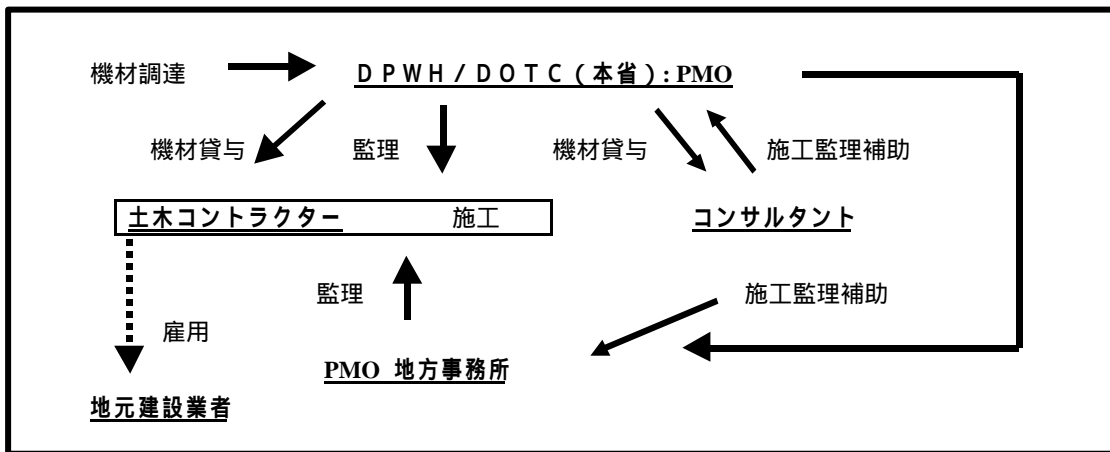 機材調達
DPWH/DOTC(本省):PMO
機材貸与 監理 機材貸与 施工監理補助
土木コントラクター 施工 コンサルタント
監理 施工監理補助
雇用
PMO 地方事務所
地元建設業者